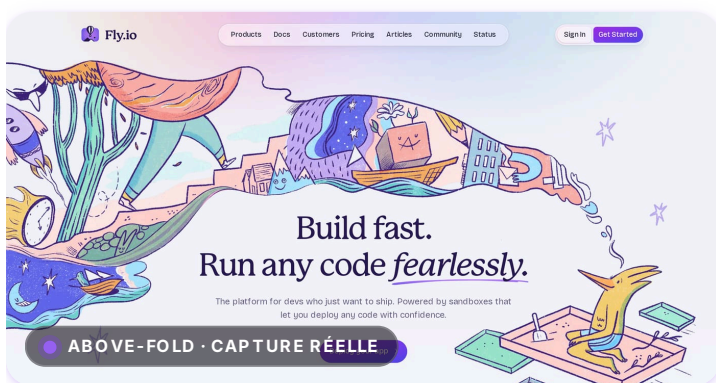 Fly.io
Products Docs Customers Pricing Articles Community Status
Sign In Get Started
Build fast.
Run any code fearlessly.
The platform for devs who just want to ship. Powered by sandboxes that
let you deploy any code with confidence.
ABOVE-FOLD · CAPTURE RÉELLE